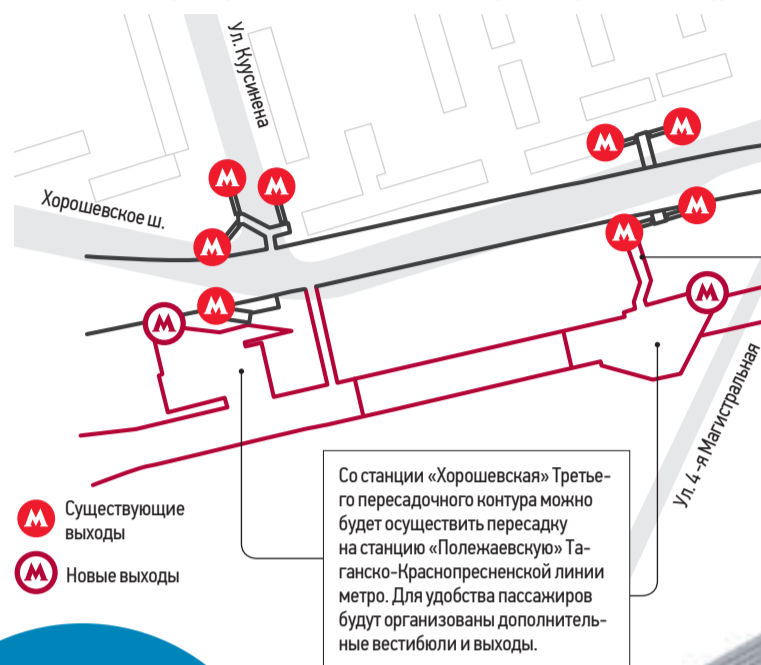 Ул. Куусинена
Хорошевское ш.
Ул. 4-я Магистральная
Существующие
выходы
Новые выходы
Со станции «Хорошевская» Третье-
го пересадочного контура можно
будет осуществить пересадку
на станцию «Полежаевскую» Та-
ганско-Краснопресненской линии
метро. Для удобства пассажиров
будут организованы дополнитель-
ные вестибюли и выходы.